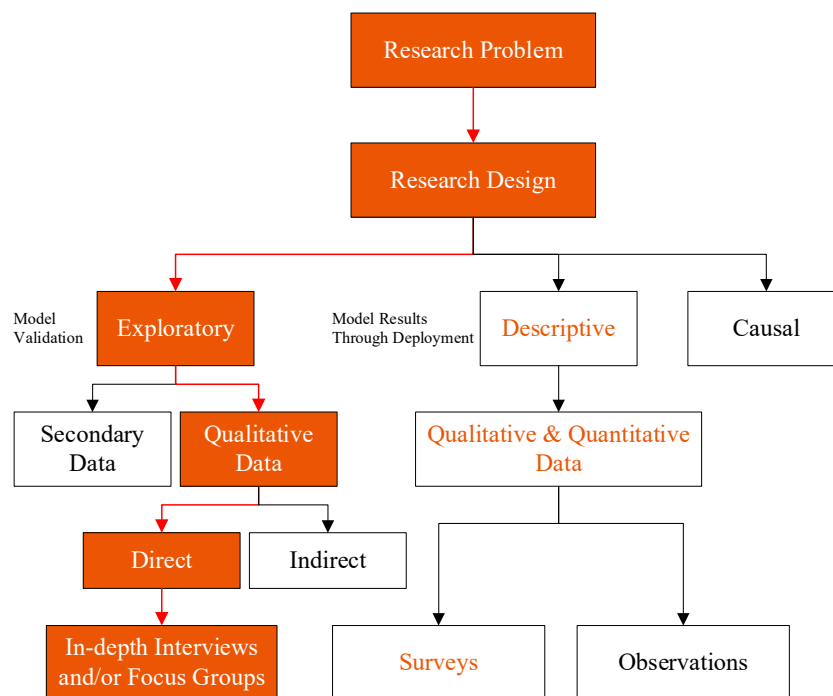 Research Problem
Research Design
Model
Validation
Exploratory
Model Results
Through Deployment
Descriptive
Causal
Secondary
Data
Qualitative
Data
Qualitative & Quantitative
Data
Direct
Indirect
In-depth Interviews
and/or Focus Groups
Surveys
Observations